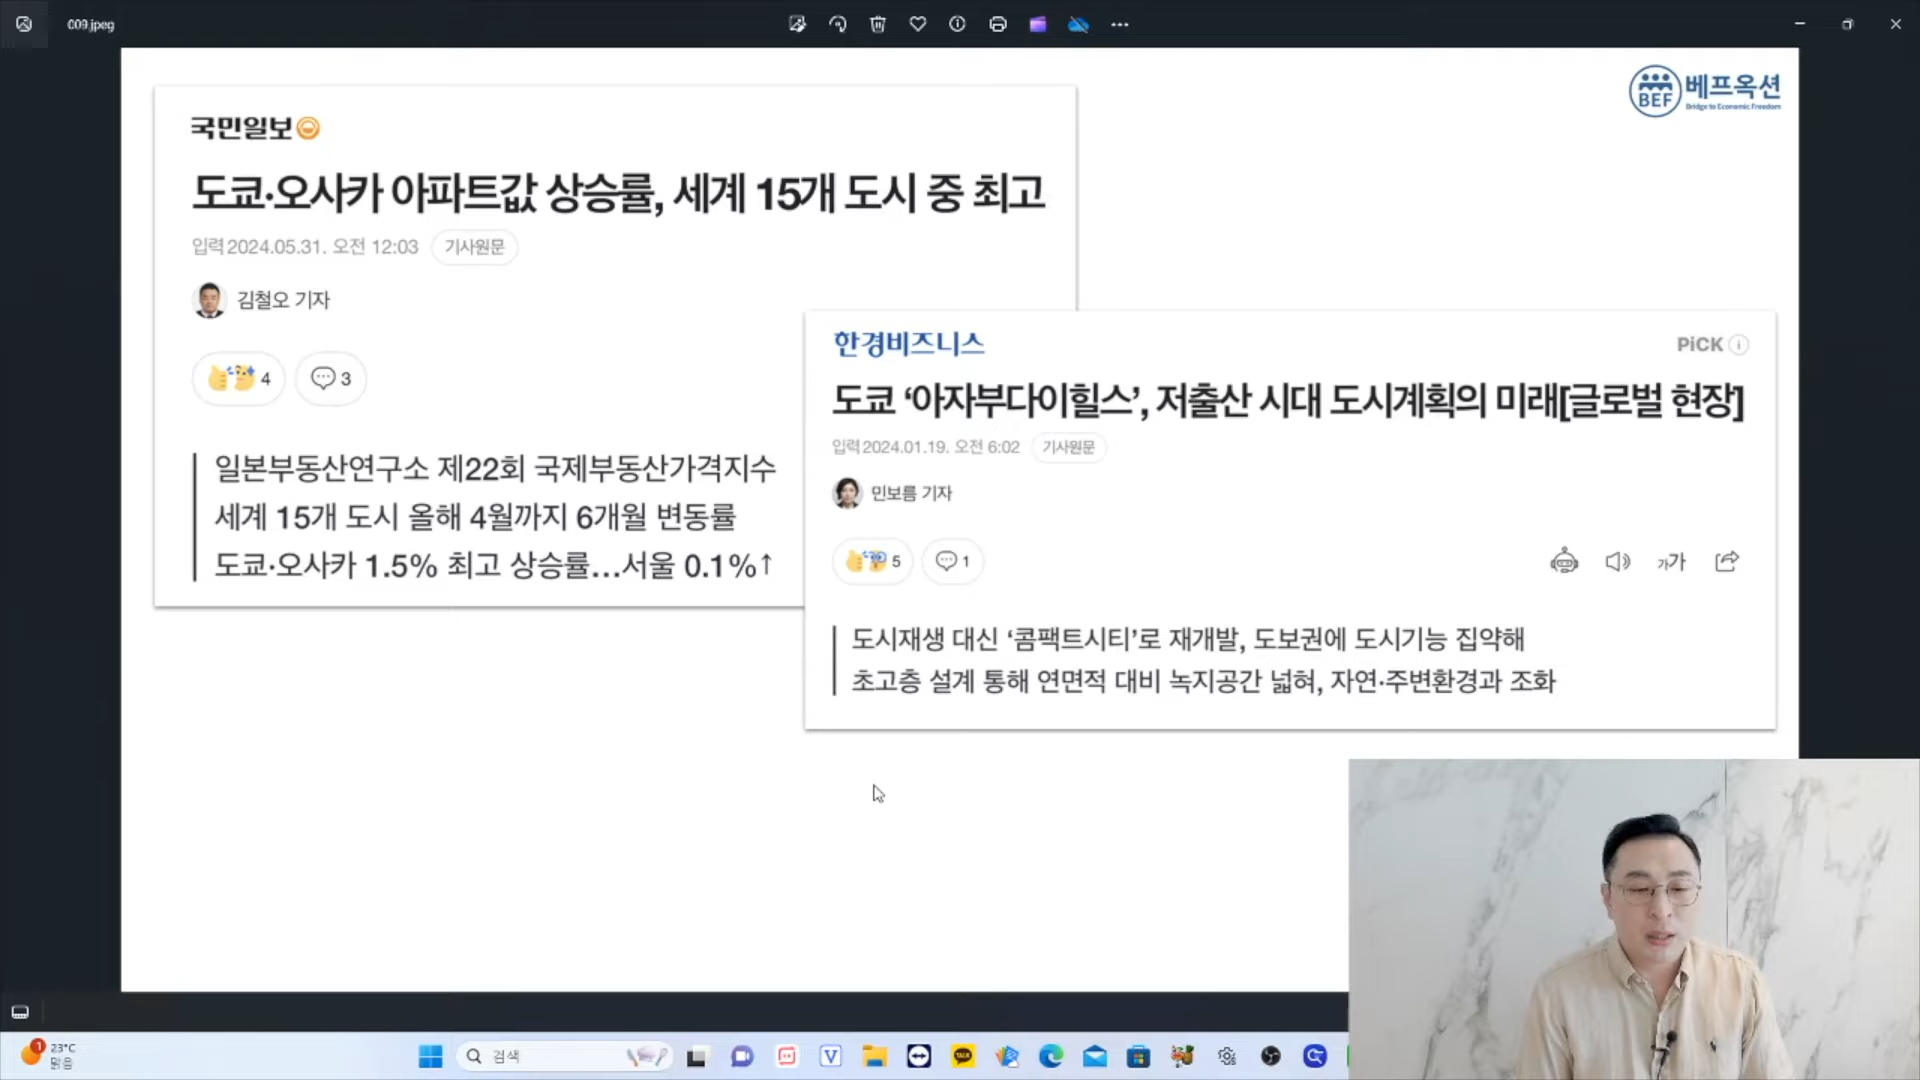 009.jpeg
BEF
베프옥션
Bridge to Economic Freedom
국민일보
도쿄·오사카 아파트값 상승률, 세계 15개 도시 중 최고
입력 2024.05.31. 오전 12:03 기사원문
김철오 기자
4 3
일본부동산연구소 제22회 국제부동산가격지수
세계 15개 도시 올해 4월까지 6개월 변동률
도쿄·오사카 1.5% 최고 상승률…서울 0.1%↑
한경비즈니스
PiCK
도쿄 ‘아자부다이힐스’, 저출산 시대 도시계획의 미래[글로벌 현장]
입력 2024.01.19. 오전 6:02 기사원문
민보름 기자
5 1
가가
도시재생 대신 ‘콤팩트시티’로 재개발, 도보권에 도시기능 집약해
초고층 설계 통해 연면적 대비 녹지공간 넓혀, 자연·주변환경과 조화
1
23°C
맑음
검색
V
TALK